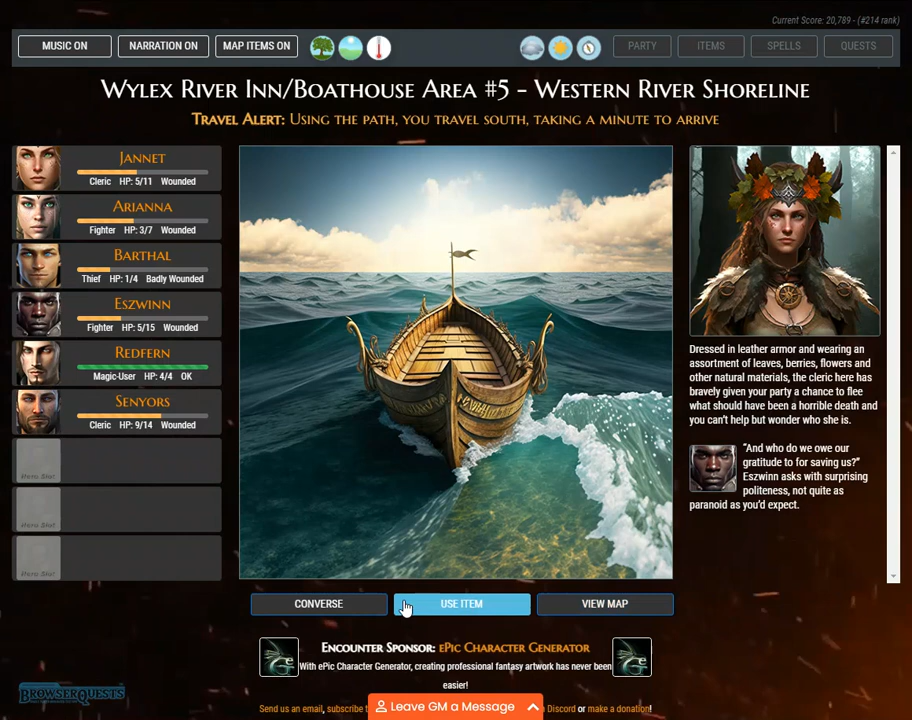 Current Score: 20,789 - (#214 rank)
MUSIC ON
NARRATION ON
MAP ITEMS ON
PARTY
ITEMS
SPELLS
QUESTS
Wylex River Inn/Boathouse Area #5 - Western River Shoreline
Travel Alert: Using the path, you travel south, taking a minute to arrive
Jannet
Cleric HP: 5/11 Wounded
Arianna
Fighter HP: 3/7 Wounded
Barthal
Thief HP: 1/4 Badly Wounded
Eszwinn
Fighter HP: 5/15 Wounded
Redfern
Magic-User HP: 4/4 OK
Senyors
Cleric HP: 9/14 Wounded
Hero Slot
Hero Slot
Hero Slot
Dressed in leather armor and wearing an
assortment of leaves, berries, flowers and
other natural materials, the cleric here has
bravely given your party a chance to flee
what should have been a horrible death and
you can't help but wonder who she is.
"And who do we owe our
gratitude to for saving us?"
Eszwinn asks with surprising
politeness, not quite as
paranoid as you'd expect.
CONVERSE
USE ITEM
VIEW MAP
Encounter Sponsor: ePic Character Generator
With ePic Character Generator, creating professional fantasy artwork has never been
easier!
BrowserQuests
Send us an email, subscribe t
Discord or make a donation!
Leave GM a Message